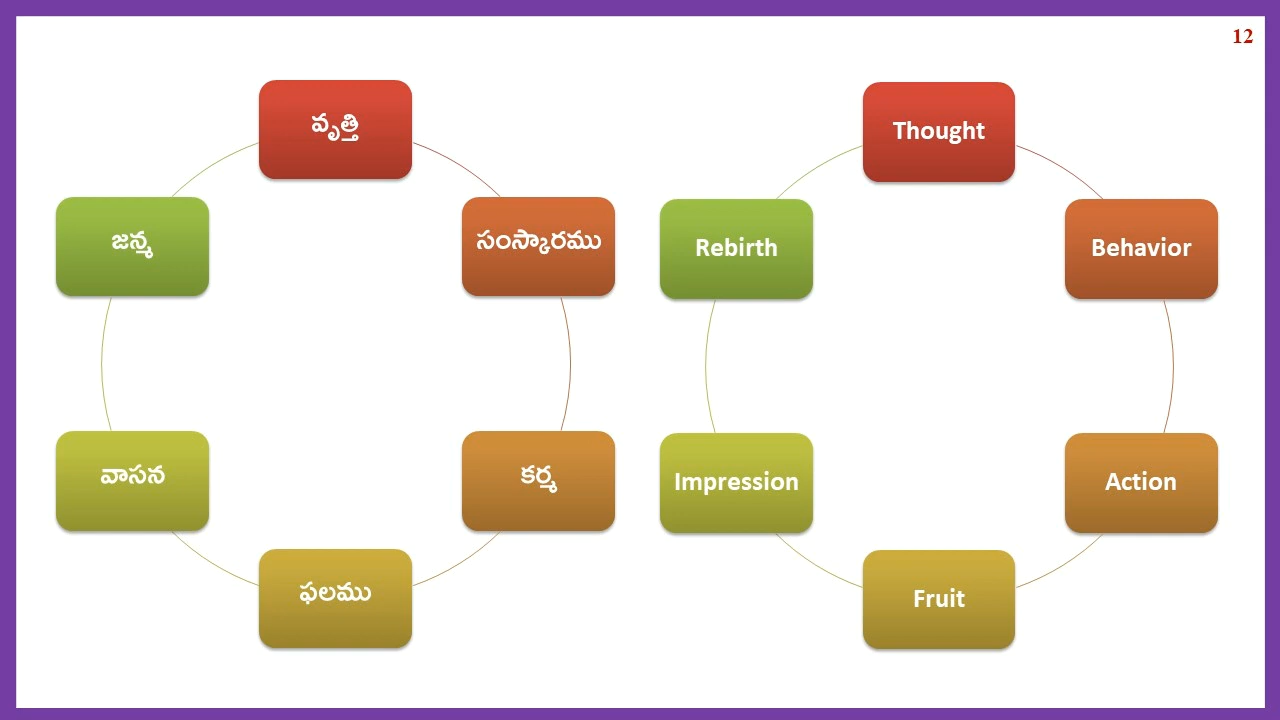 12
వృత్తి
సంస్కారము
కర్మ
ఫలము
వాసన
జన్మ
Thought
Behavior
Action
Fruit
Impression
Rebirth